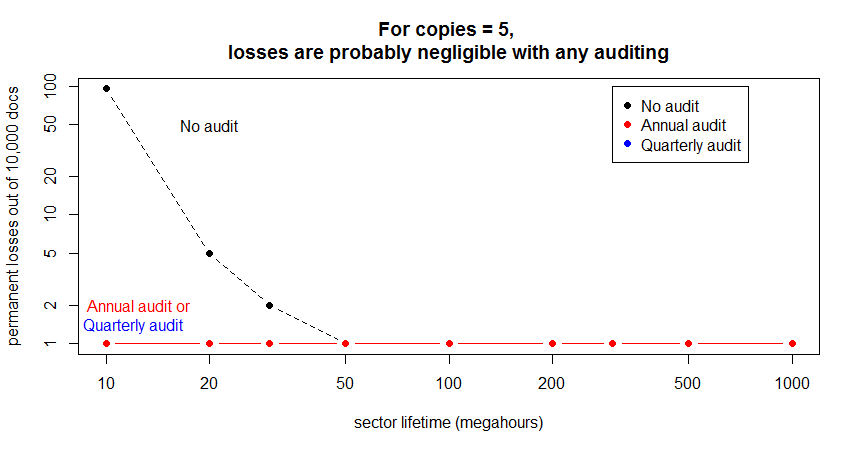 For copies = 5,
losses are probably negligible with any auditing
permanent losses out of 10,000 docs
100
50
20
10
5
2
1
No audit
No audit
Annual audit
Quarterly audit
Annual audit or
Quarterly audit
10 20 50 100 200 500 1000
sector lifetime (megahours)